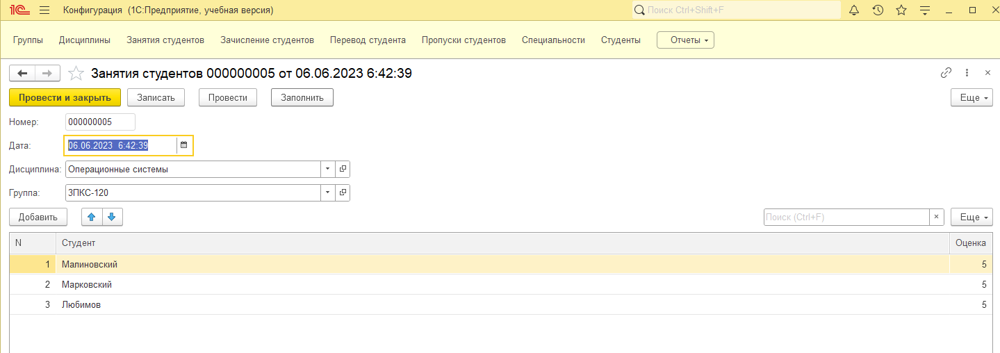 1С Конфигурация (1С:Предприятие, учебная версия) Поиск Ctrl+Shift+F
Группы Дисциплины Занятия студентов Зачисление студентов Перевод студента Пропуски студентов Специальности Студенты Отчеты
Занятия студентов 000000005 от 06.06.2023 6:42:39
Провести и закрыть Записать Провести Заполнить Еще
Номер: 000000005
Дата: 06.06.2023 6:42:39
Дисциплина: Операционные системы
Группа: ЗПКС-120
Добавить Поиск (Ctrl+F) × Еще
N Студент Оценка
1 Малиновский 5
2 Марковский 5
3 Любимов 5